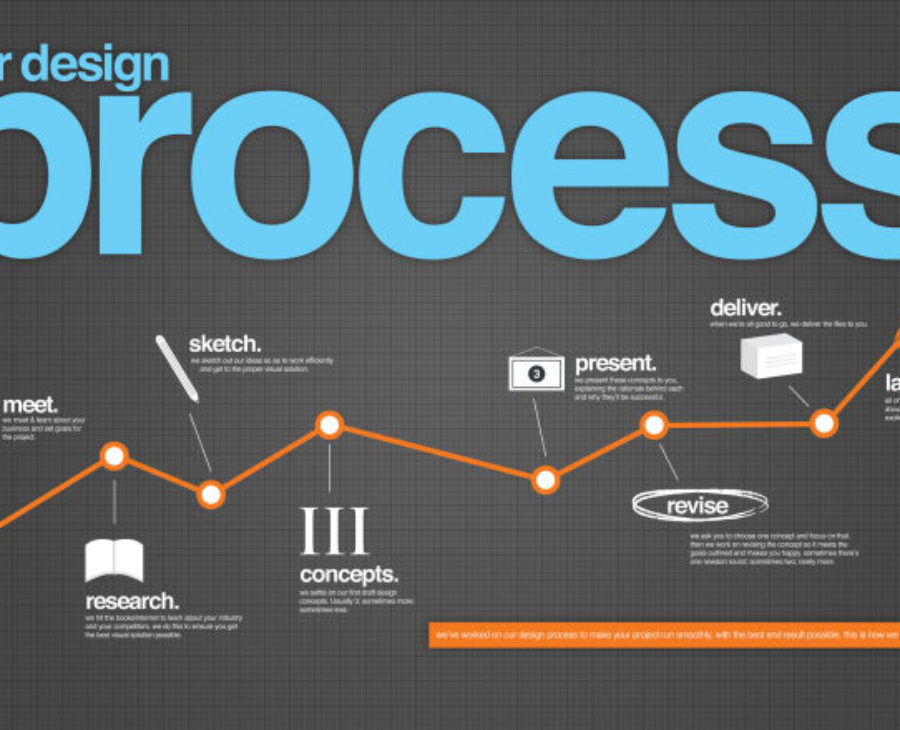 r design
process
deliver.
when we're all good to go, we deliver the files to you.
sketch.
we sketch out our ideas so as to work efficiently
and get to the proper visual solution.
3
present.
we present these concepts to you,
explaining the rationale behind each
and why they'll be successful.
la
meet.
we meet & learn about your
business and set goals for
the project.
revise
we ask you to choose one concept and focus on that.
then we work on revising the concept so it meets the
goals outlined and makes you happy. sometimes there's
one revision round, sometimes two, rarely more.
III
concepts.
we settle on our first draft design
concepts. Usually 3, sometimes more,
sometimes less.
research.
we hit the books/internet to learn about your industry
and your competitors. we do this to ensure you get
the best visual solution possible.
we've worked on our design process to make your project run smoothly, with the best end result possible. this is how we